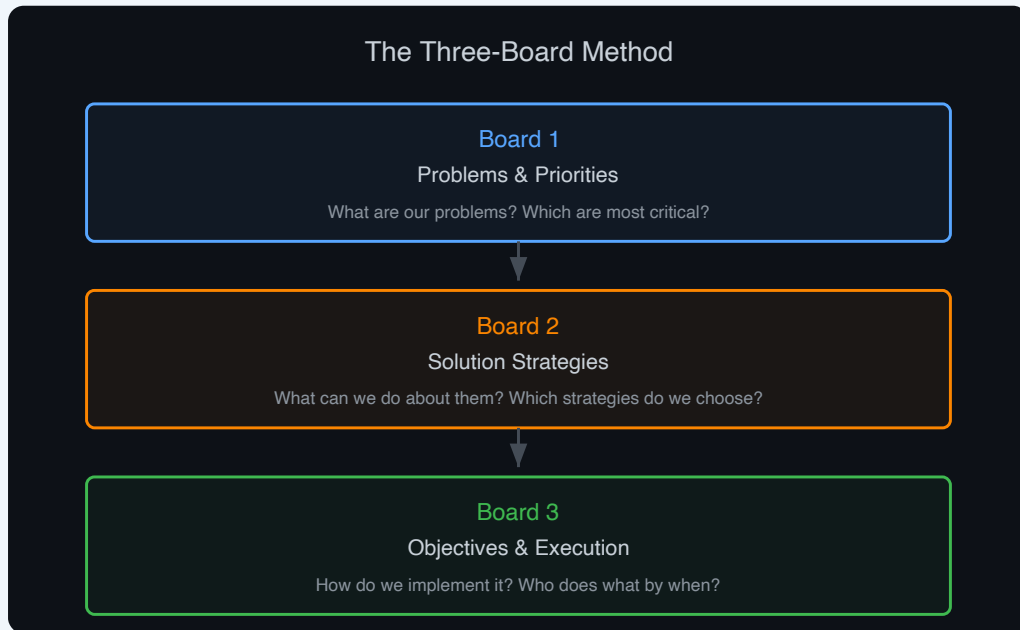 The Three-Board Method
Board 1
Problems & Priorities
What are our problems? Which are most critical?
Board 2
Solution Strategies
What can we do about them? Which strategies do we choose?
Board 3
Objectives & Execution
How do we implement it? Who does what by when?